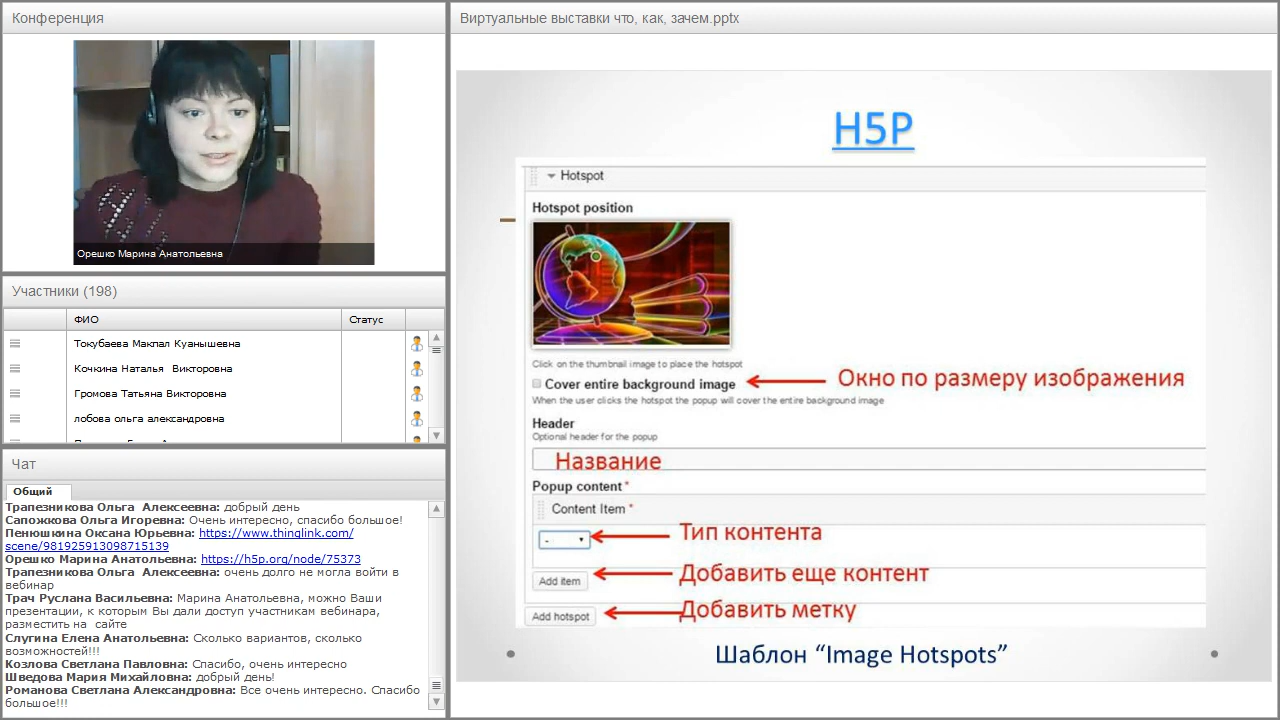 Конференция
Орешко Марина Анатольевна
Участники (198)
ФИО
Статус
Токубаева Макпал Куанышевна
Кочкина Наталья Викторовна
Громова Татьяна Викторовна
лобова ольга александровна
Чат
Общий
Трапезникова Ольга Алексеевна: добрый день
Сапожкова Ольга Игоревна: Очень интересно, спасибо большое!
Пенюшкина Оксана Юрьевна: https://www.thinglink.com/
scene/981925913098715139
Орешко Марина Анатольевна: https://h5p.org/node/75373
Трапезникова Ольга Алексеевна: очень долго не могла войти в
вебинар
Трач Руслана Васильевна: Марина Анатольевна, можно Ваши
презентации, к которым Вы дали доступ участникам вебинара,
разместить на сайте
Слугина Елена Анатольевна: Сколько вариантов, сколько
возможностей!!!
Козлова Светлана Павловна: Спасибо, очень интересно
Шведова Мария Михайловна: добрый день!
Романова Светлана Александровна: Все очень интересно. Спасибо
большое!!!
Виртуальные выставки что, как, зачем.pptx
H5P
Hotspot
Hotspot position
Click on the thumbnail image to place the hotspot
Cover entire background image
Окно по размеру изображения
When the user clicks the hotspot the popup will cover the entire background image
Header
Optional header for the popup
Название
Popup content *
Content Item *
-
Тип контента
Add item
Добавить еще контент
Add hotspot
Добавить метку
Шаблон “Image Hotspots”